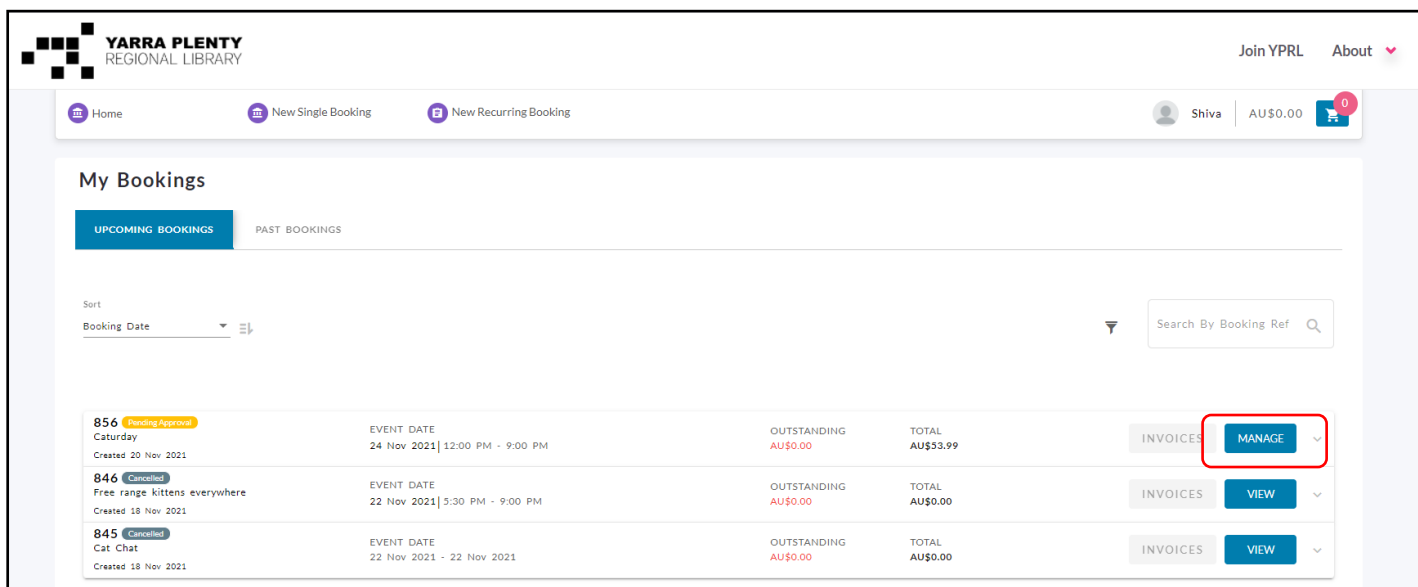 YARRA PLENTY
REGIONAL LIBRARY
Join YPRL About
Home New Single Booking New Recurring Booking Shiva AU$0.00 0
My Bookings
UPCOMING BOOKINGS PAST BOOKINGS
Sort
Booking Date Search By Booking Ref
856 Pending Approval
Caturday
Created 20 Nov 2021
EVENT DATE
24 Nov 2021 | 12:00 PM - 9:00 PM
OUTSTANDING
AU$0.00
TOTAL
AU$53.99
INVOICES MANAGE
846 Cancelled
Free range kittens everywhere
Created 18 Nov 2021
EVENT DATE
22 Nov 2021 | 5:30 PM - 9:00 PM
OUTSTANDING
AU$0.00
TOTAL
AU$0.00
INVOICES VIEW
845 Cancelled
Cat Chat
Created 18 Nov 2021
EVENT DATE
22 Nov 2021 - 22 Nov 2021
OUTSTANDING
AU$0.00
TOTAL
AU$0.00
INVOICES VIEW